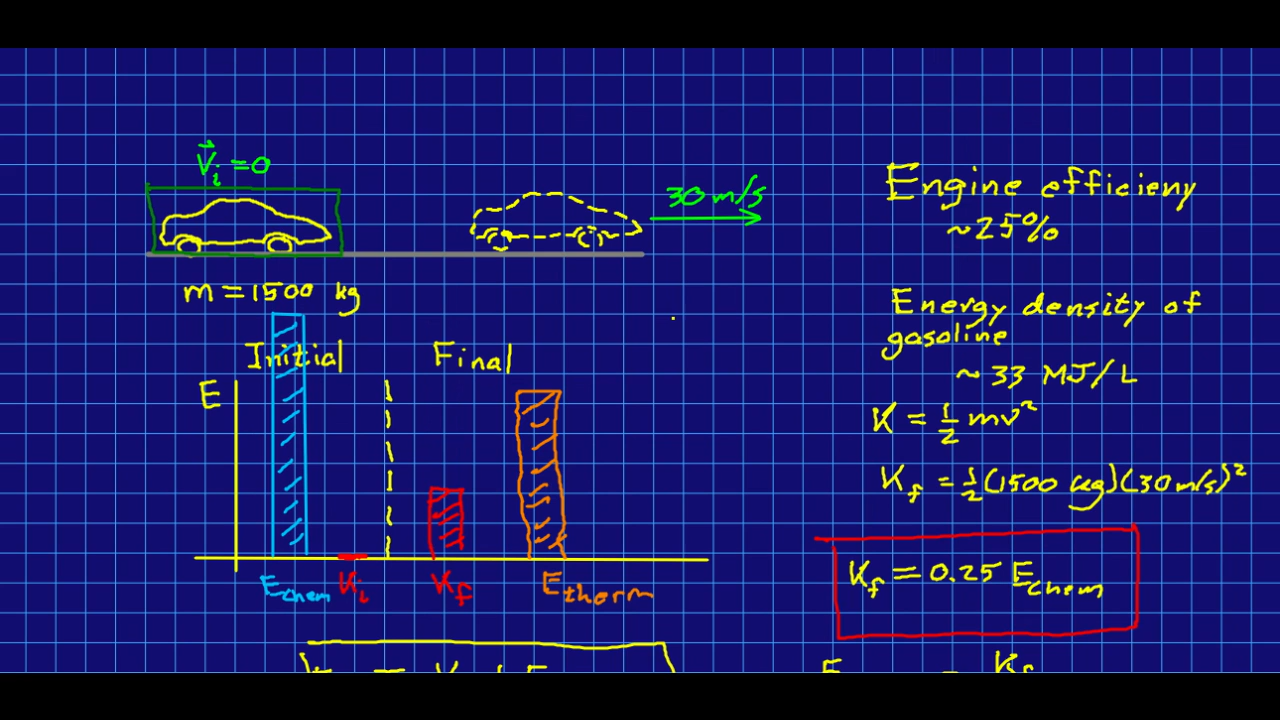 V⃗i = 0
30 m/s
m = 1500 kg
Initial
Final
E
Echem
Ki
Kf
Etherm
Engine efficieny
~25%
Energy density of
gasoline
~ 33 MJ/L
K = 1/2 mv²
Kf = 1/2 (1500 kg)(30 m/s)²
Kf = 0.25 Echem